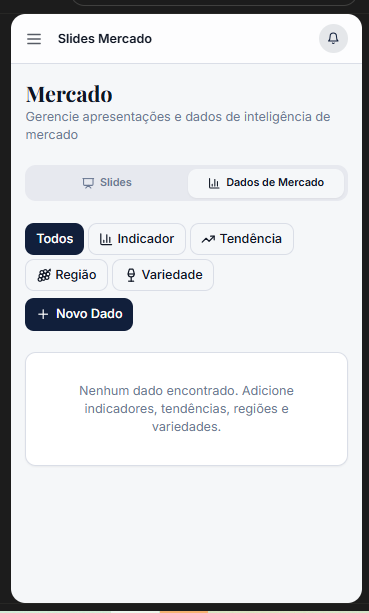 Slides Mercado
Mercado
Gerencie apresentações e dados de inteligência de
mercado
Slides
Dados de Mercado
Todos
Indicador
Tendência
Região
Variedade
+ Novo Dado
Nenhum dado encontrado. Adicione
indicadores, tendências, regiões e
variedades.